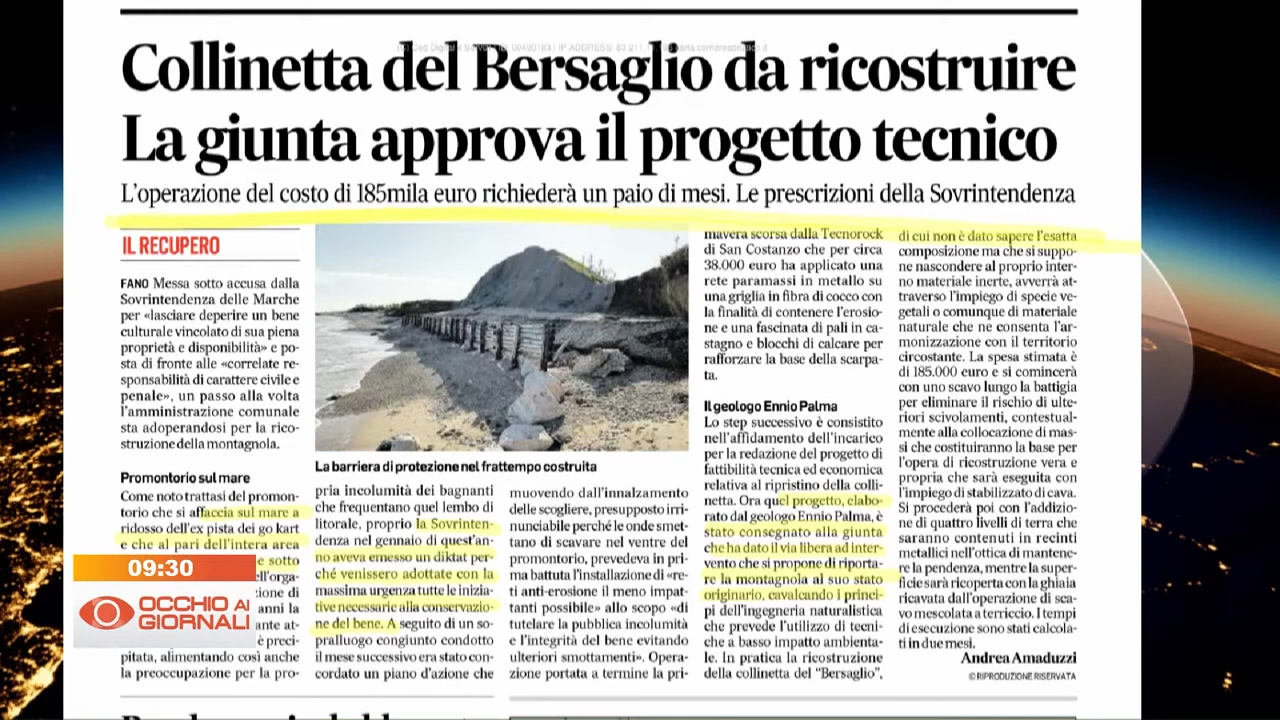 Collinetta del Bersaglio da ricostruire
La giunta approva il progetto tecnico
L'operazione del costo di 185mila euro richiederà un paio di mesi. Le prescrizioni della Sovrintendenza
IL RECUPERO
FANO Messa sotto accusa dalla
Sovrintendenza delle Marche
per «lasciare deperire un bene
culturale vincolato di sua piena
proprietà e disponibilità» e po-
sta di fronte alle «correlate re-
sponsabilità di carattere civile e
penale», un passo alla volta
l'amministrazione comunale
sta adoperandosi per la rico-
struzione della montagnola.
Promontorio sul mare
Come noto trattasi del promon-
torio che si affaccia sul mare a
ridosso dell'ex pista dei go kart
e che al pari dell'intera area
e sotto
ell'orga-
zione di
anni la
ante at-
è preci-
pitata, alimentando così anche
la preoccupazione per la pro-
La barriera di protezione nel frattempo costruita
pria incolumità dei bagnanti
che frequentano quel lembo di
litorale, proprio la Sovrinten-
denza nel gennaio di quest'an-
no aveva emesso un diktat per-
ché venissero adottate con la
massima urgenza tutte le inizia-
tive necessarie alla conservazio-
ne del bene. A seguito di un so-
pralluogo congiunto condotto
il mese successivo era stato con-
cordato un piano d'azione che
muovendo dall'innalzamento
delle scogliere, presupposto irri-
nunciabile perché le onde smet-
tano di scavare nel ventre del
promontorio, prevedeva in pri-
ma battuta l'installazione di «re-
ti anti-erosione il meno impat-
tanti possibile» allo scopo «di
tutelare la pubblica incolumità
e l'integrità del bene evitando
ulteriori smottamenti». Opera-
zione portata a termine la pri-
mavera scorsa dalla Tecnorock
di San Costanzo che per circa
38.000 euro ha applicato una
rete paramassi in metallo su
una griglia in fibra di cocco con
la finalità di contenere l'erosio-
ne e una fascinata di pali in ca-
stagno e blocchi di calcare per
rafforzare la base della scarpa-
ta.
Il geologo Ennio Palma
Lo step successivo è consistito
nell'affidamento dell'incarico
per la redazione del progetto di
fattibilità tecnica ed economica
relativa al ripristino della colli-
netta. Ora quel progetto, elabo-
rato dal geologo Ennio Palma, è
stato consegnato alla giunta
che ha dato il via libera ad inter-
vento che si propone di riporta-
re la montagnola al suo stato
originario, cavalcando i princi-
pi dell'ingegneria naturalistica
che prevede l'utilizzo di tecni-
che a basso impatto ambienta-
le. In pratica la ricostruzione
della collinetta del "Bersaglio",
di cui non è dato sapere l'esatta
composizione ma che si suppo-
ne nascondere al proprio inter-
no materiale inerte, avverrà at-
traverso l'impiego di specie ve-
getali o comunque di materiale
naturale che ne consenta l'ar-
monizzazione con il territorio
circostante. La spesa stimata è
di 185.000 euro e si comincerà
con uno scavo lungo la battigia
per eliminare il rischio di ulte-
riori scivolamenti, contestual-
mente alla collocazione di mas-
si che costituiranno la base per
l'opera di ricostruzione vera e
propria che sarà eseguita con
l'impiego di stabilizzato di cava.
Si procederà poi con l'addizio-
ne di quattro livelli di terra che
saranno contenuti in recinti
metallici nell'ottica di mantene-
re la pendenza, mentre la super-
ficie sarà ricoperta con la ghiaia
ricavata dall'operazione di sca-
vo mescolata a terriccio. I tempi
di esecuzione sono stati calcola-
ti in due mesi.
Andrea Amaduzzi
© RIPRODUZIONE RISERVATA
09:30
OCCHIO AI
GIORNALI